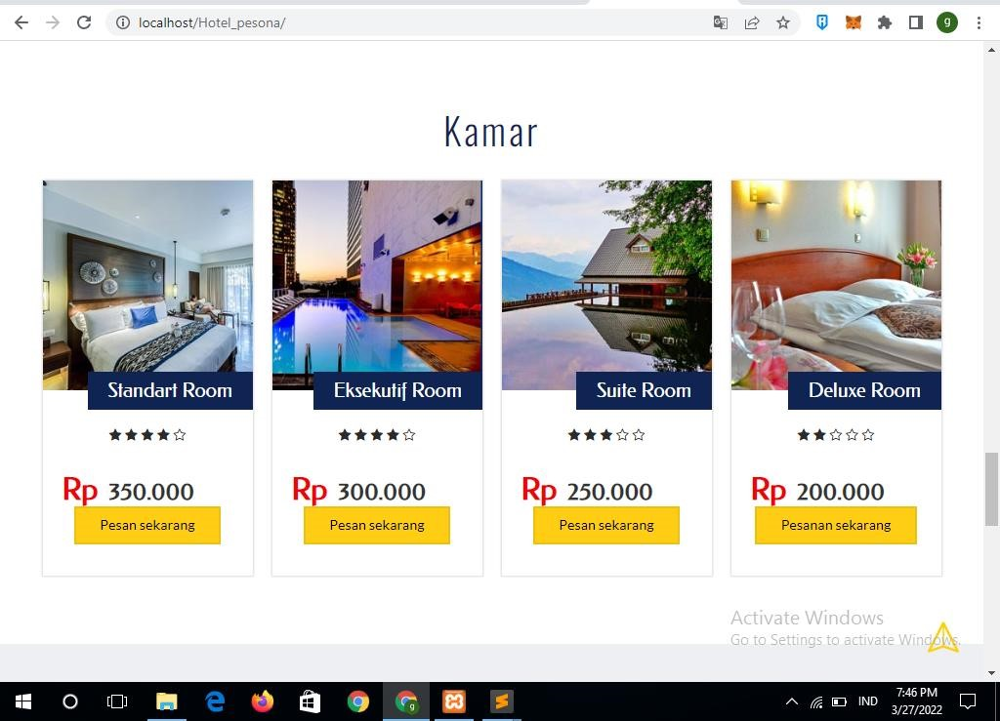 localhost/Hotel_pesona/
g
Kamar
Standart Room
Eksekutif Room
Suite Room
Deluxe Room
Rp 350.000
Rp 300.000
Rp 250.000
Rp 200.000
Pesan sekarang
Pesan sekarang
Pesan sekarang
Pesanan sekarang
Activate Windows
Go to Settings to activate Windows.
IND
7:46 PM
3/27/2022